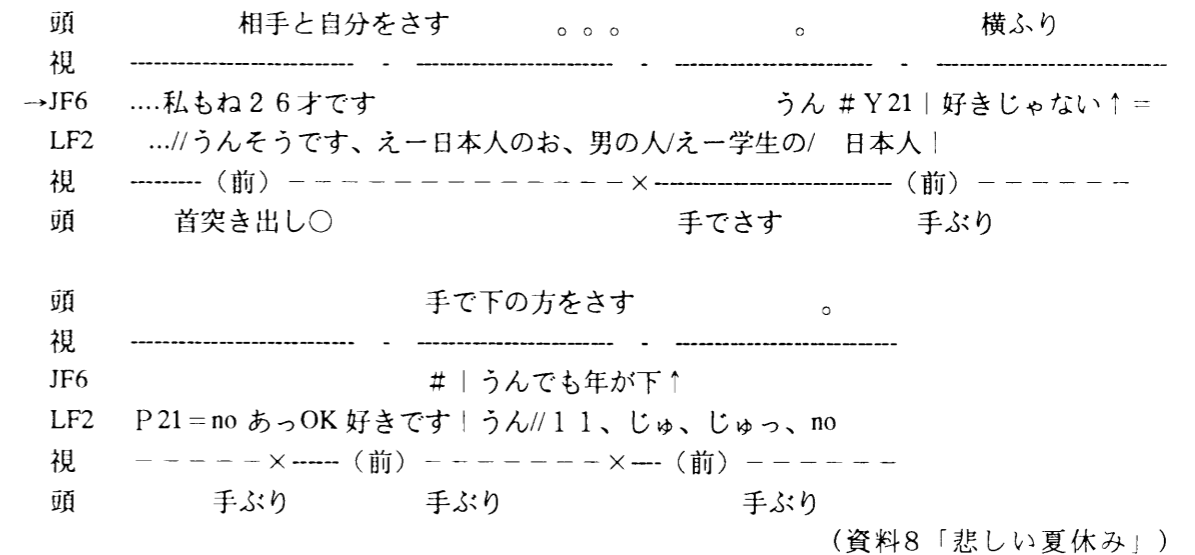 頭 相手と自分をさす 。。。 。 横ふり
視 ---------------------------- - ------------------------- - ------------------------- - -----------------------------
→JF6 ....私もね２６才です うん ＃Ｙ21｜好きじゃない↑＝
LF2 ...//うんそうです、えー日本人のお、男の人/えー学生の/ 日本人｜
視 ---------（前）－－－－－－－－－－－－－－×------------------------------（前）－－－－－－
頭 首突き出し○ 手でさす 手ぶり
頭 手で下の方をさす 。
視 ---------------------------- - ------------------------- - ----------------------------
JF6 ＃｜うんでも年が下↑
LF2 Ｐ21＝no あっOK 好きです｜うん//１１、じゅ、じゅっ、no
視 －－－－－×------（前）－－－－－－－×----（前）－－－－－－
頭 手ぶり 手ぶり 手ぶり
（資料8「悲しい夏休み」）